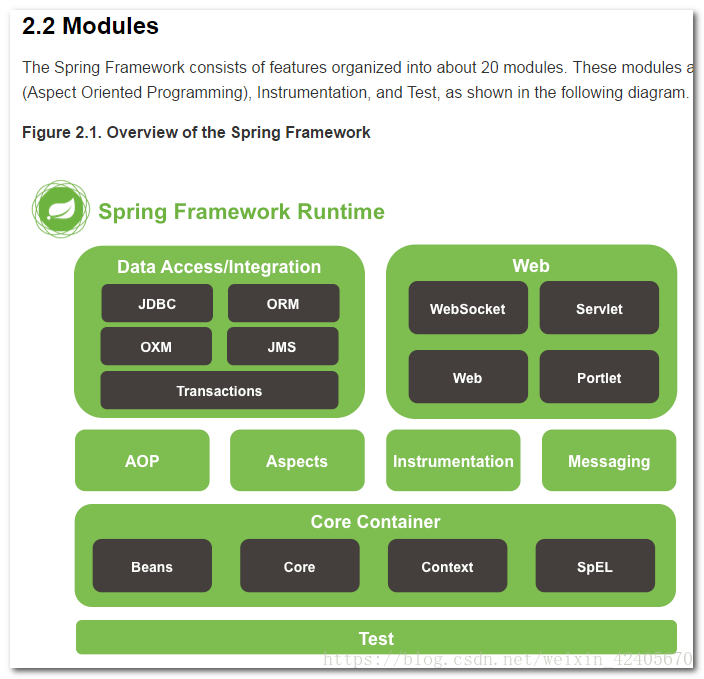 2.2 Modules
The Spring Framework consists of features organized into about 20 modules. These modules a
(Aspect Oriented Programming), Instrumentation, and Test, as shown in the following diagram.
Figure 2.1. Overview of the Spring Framework
Spring Framework Runtime
Data Access/Integration
JDBC ORM
OXM JMS
Transactions
Web
WebSocket Servlet
Web Portlet
AOP Aspects Instrumentation Messaging
Core Container
Beans Core Context SpEL
Test
https://blog.csdn.net/weixin_42405670